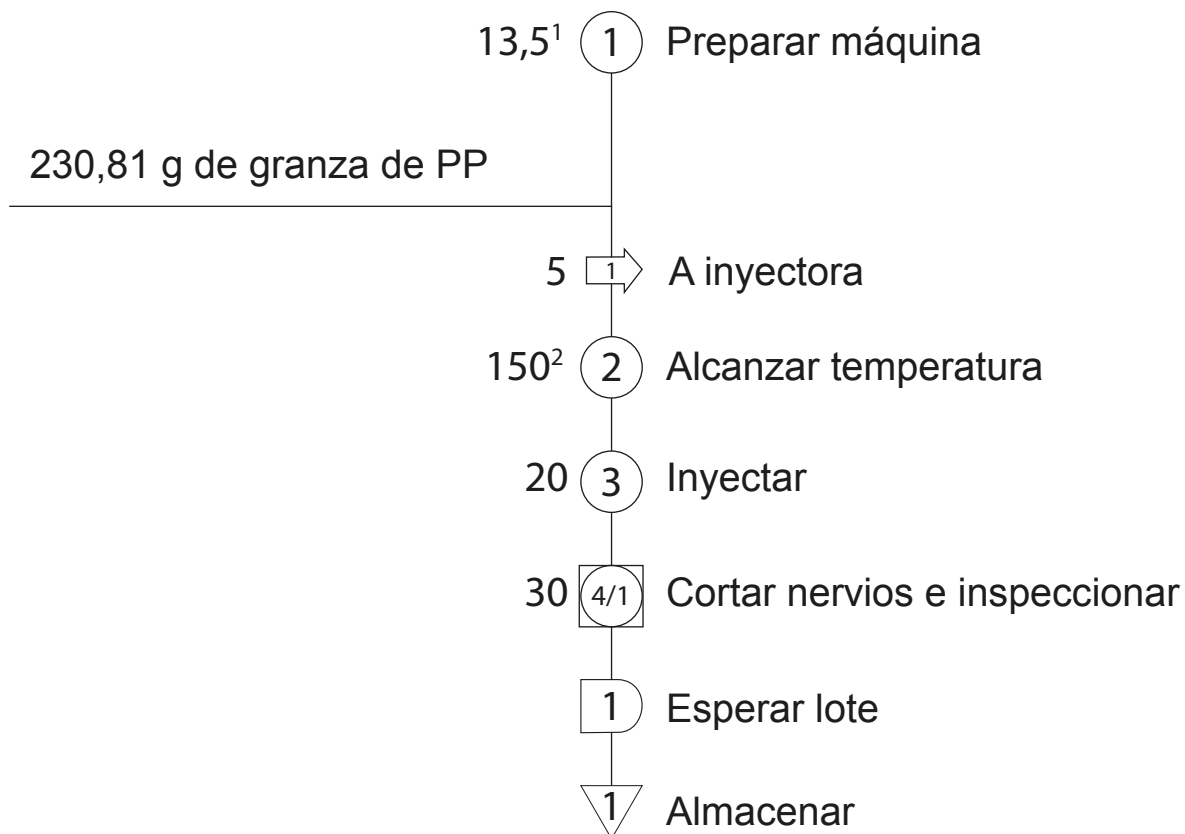 13,5¹ 1 Preparar máquina
230,81 g de granza de PP
5 1 A inyectora
150² 2 Alcanzar temperatura
20 3 Inyectar
30 4/1 Cortar nervios e inspeccionar
1 Esperar lote
1 Almacenar